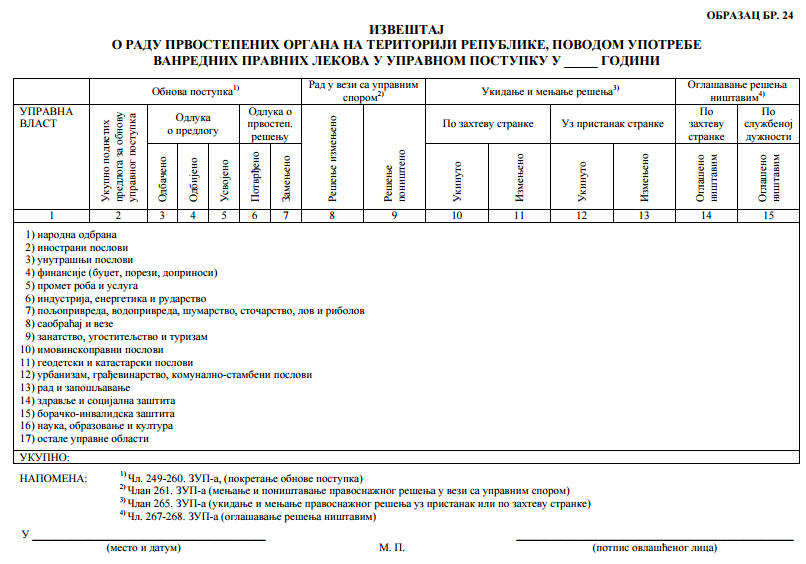 ОБРАЗАЦ БР. 24
ИЗВЕШТАЈ
О РАДУ ПРВОСТЕПЕНИХ ОРГАНА НА ТЕРИТОРИЈИ РЕПУБЛИКЕ, ПОВОДОМ УПОТРЕБЕ
ВАНРЕДНИХ ПРАВНИХ ЛЕКОВА У УПРАВНОМ ПОСТУПКУ У _____ ГОДИНИ
УПРАВНА
ВЛАСТ
Обнова поступка1)
Рад у вези са управним
спором2)
Укидање и мењање решења3)
Оглашавање решења
ништавим4)
Укупно поднетих
предлога за обнову
управног поступка
Одлука
о предлогу
Одлука о
првостеп.
решењу
Решење измењено
Решење
поништено
По захтеву странке
Уз пристанак странке
По
захтеву
странке
По
службеној
дужности
Одбачено
Одбијено
Усвојено
Потврђено
Замењено
Укинуто
Измењено
Укинуто
Измењено
Оглашено
ништавим
Оглашено
ништавим
1 2 3 4 5 6 7 8 9 10 11 12 13 14 15
1) народна одбрана
2) инострани послови
3) унутрашњи послови
4) финансије (буџет, порези, доприноси)
5) промет роба и услуга
6) индустрија, енергетика и рударство
7) пољопривреда, водопривреда, шумарство, сточарство, лов и риболов
8) саобраћај и везе
9) занатство, угоститељство и туризам
10) имовинскоправни послови
11) геодетски и катастарски послови
12) урбанизам, грађевинарство, комунално-стамбени послови
13) рад и запошљавање
14) здравље и социјална заштита
15) борачко-инвалидска заштита
16) наука, образовање и култура
17) остале управне области
УКУПНО:
НАПОМЕНА: 1) Чл. 249-260. ЗУП-а, (покретање обнове поступка)
2) Члан 261. ЗУП-а (мењање и поништавање правоснажног решења у вези са управним спором)
3) Члан 265. ЗУП-а (укидање и мењање правоснажног решења уз пристанак или по захтеву странке)
4) Чл. 267-268. ЗУП-а (оглашавање решења ништавим)
У
(место и датум) М. П. (потпис овлашћеног лица)